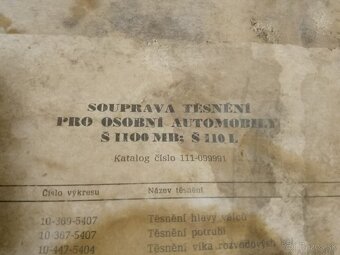 SOUPRAVA TĚSNĚNÍ
PRO OSOBNÍ AUTOMOBILY
Š 1100 MB; Š 110 L
Katalog číslo 111-099991
Číslo výkresu Název těsnění
10-369-5407 Těsnění hlavy válců
10-367-5407 Těsnění potrubí
10-447-5404 Těsnění víka rozvodových